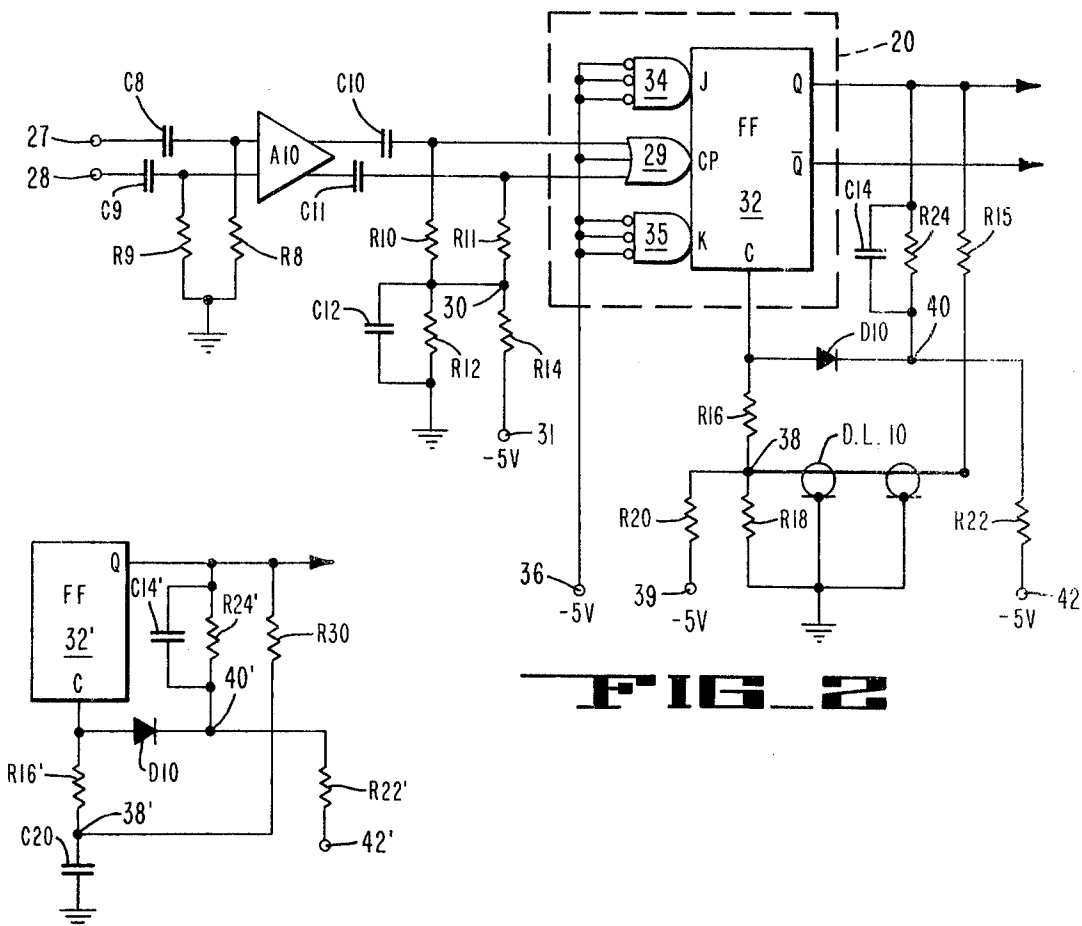 20
C8
C10
34
J
Q
27
A10
FF
28
29
CP
Q̅
C9
C11
32
C14
R24
R15
R9
R8
R10
R11
35
K
C
C12
30
40
D10
R12
R14
R16
38
D.L. 10
31
-5V
R20
R18
R22
36
-5V
39
-5V
42
-5V
Q
FF
32'
C14'
R24'
R30
C
40'
FIG_2
R16'
D10
R22'
38'
C20
42'